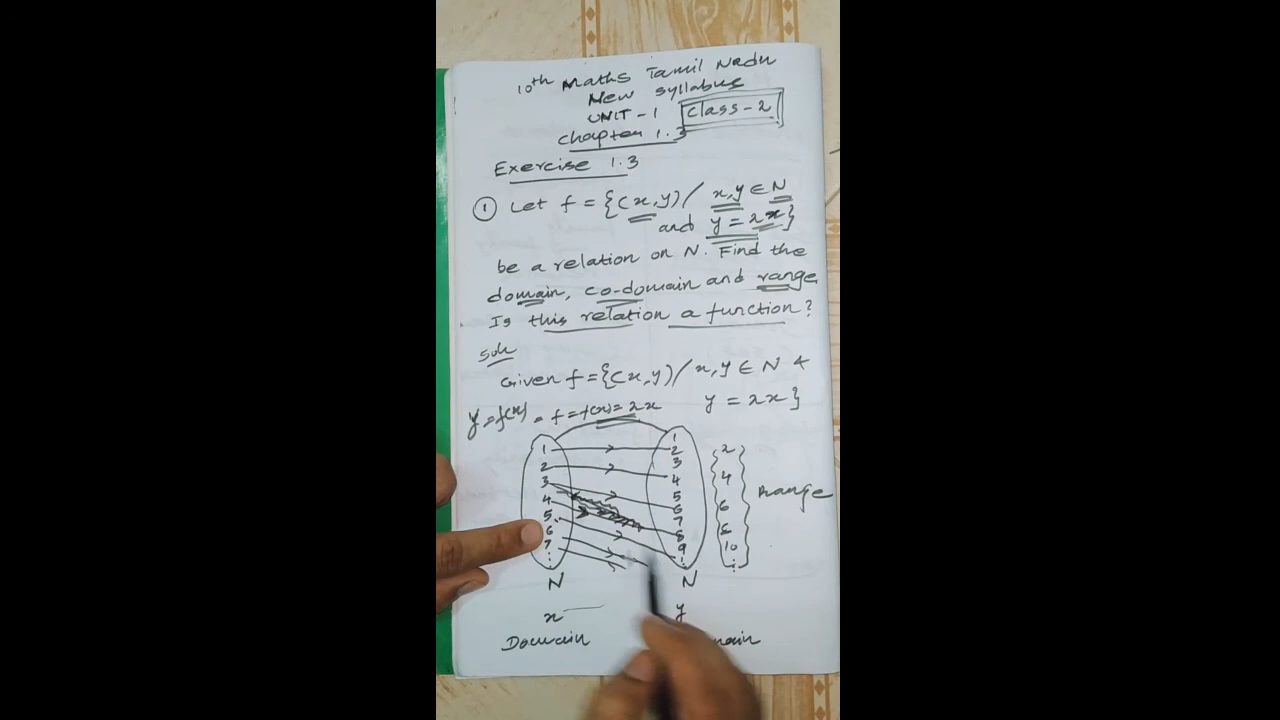 10th Maths Tamil Nadu
New Syllabus
UNIT - 1 Class - 2
Chapter 1.3
Exercise 1.3
① Let f = {(x,y) / x,y ∈ N
and y = 2x}
be a relation on N. Find the
domain, co-domain and range
Is this relation a function?
Soln
Given f = {(x,y) / x,y ∈ N &
y = 2x}
y = f(x) = f = f(x) = 2x
1 1
2 2
3 3
4 4
5 5
6 6
7 7
⋮ 8
9
⋮
2
4
6
8
10
⋮
Range
N N
x y
Domain main